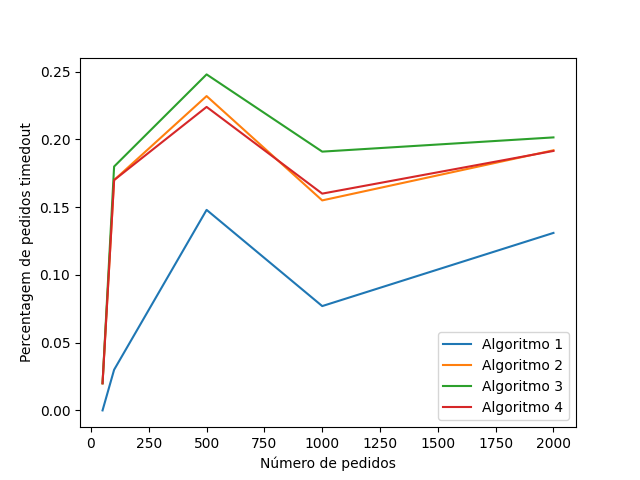 0.25
0.20
0.15
0.10
0.05
0.00
Percentagem de pedidos timedout
Algoritmo 1
Algoritmo 2
Algoritmo 3
Algoritmo 4
0 250 500 750 1000 1250 1500 1750 2000
Número de pedidos